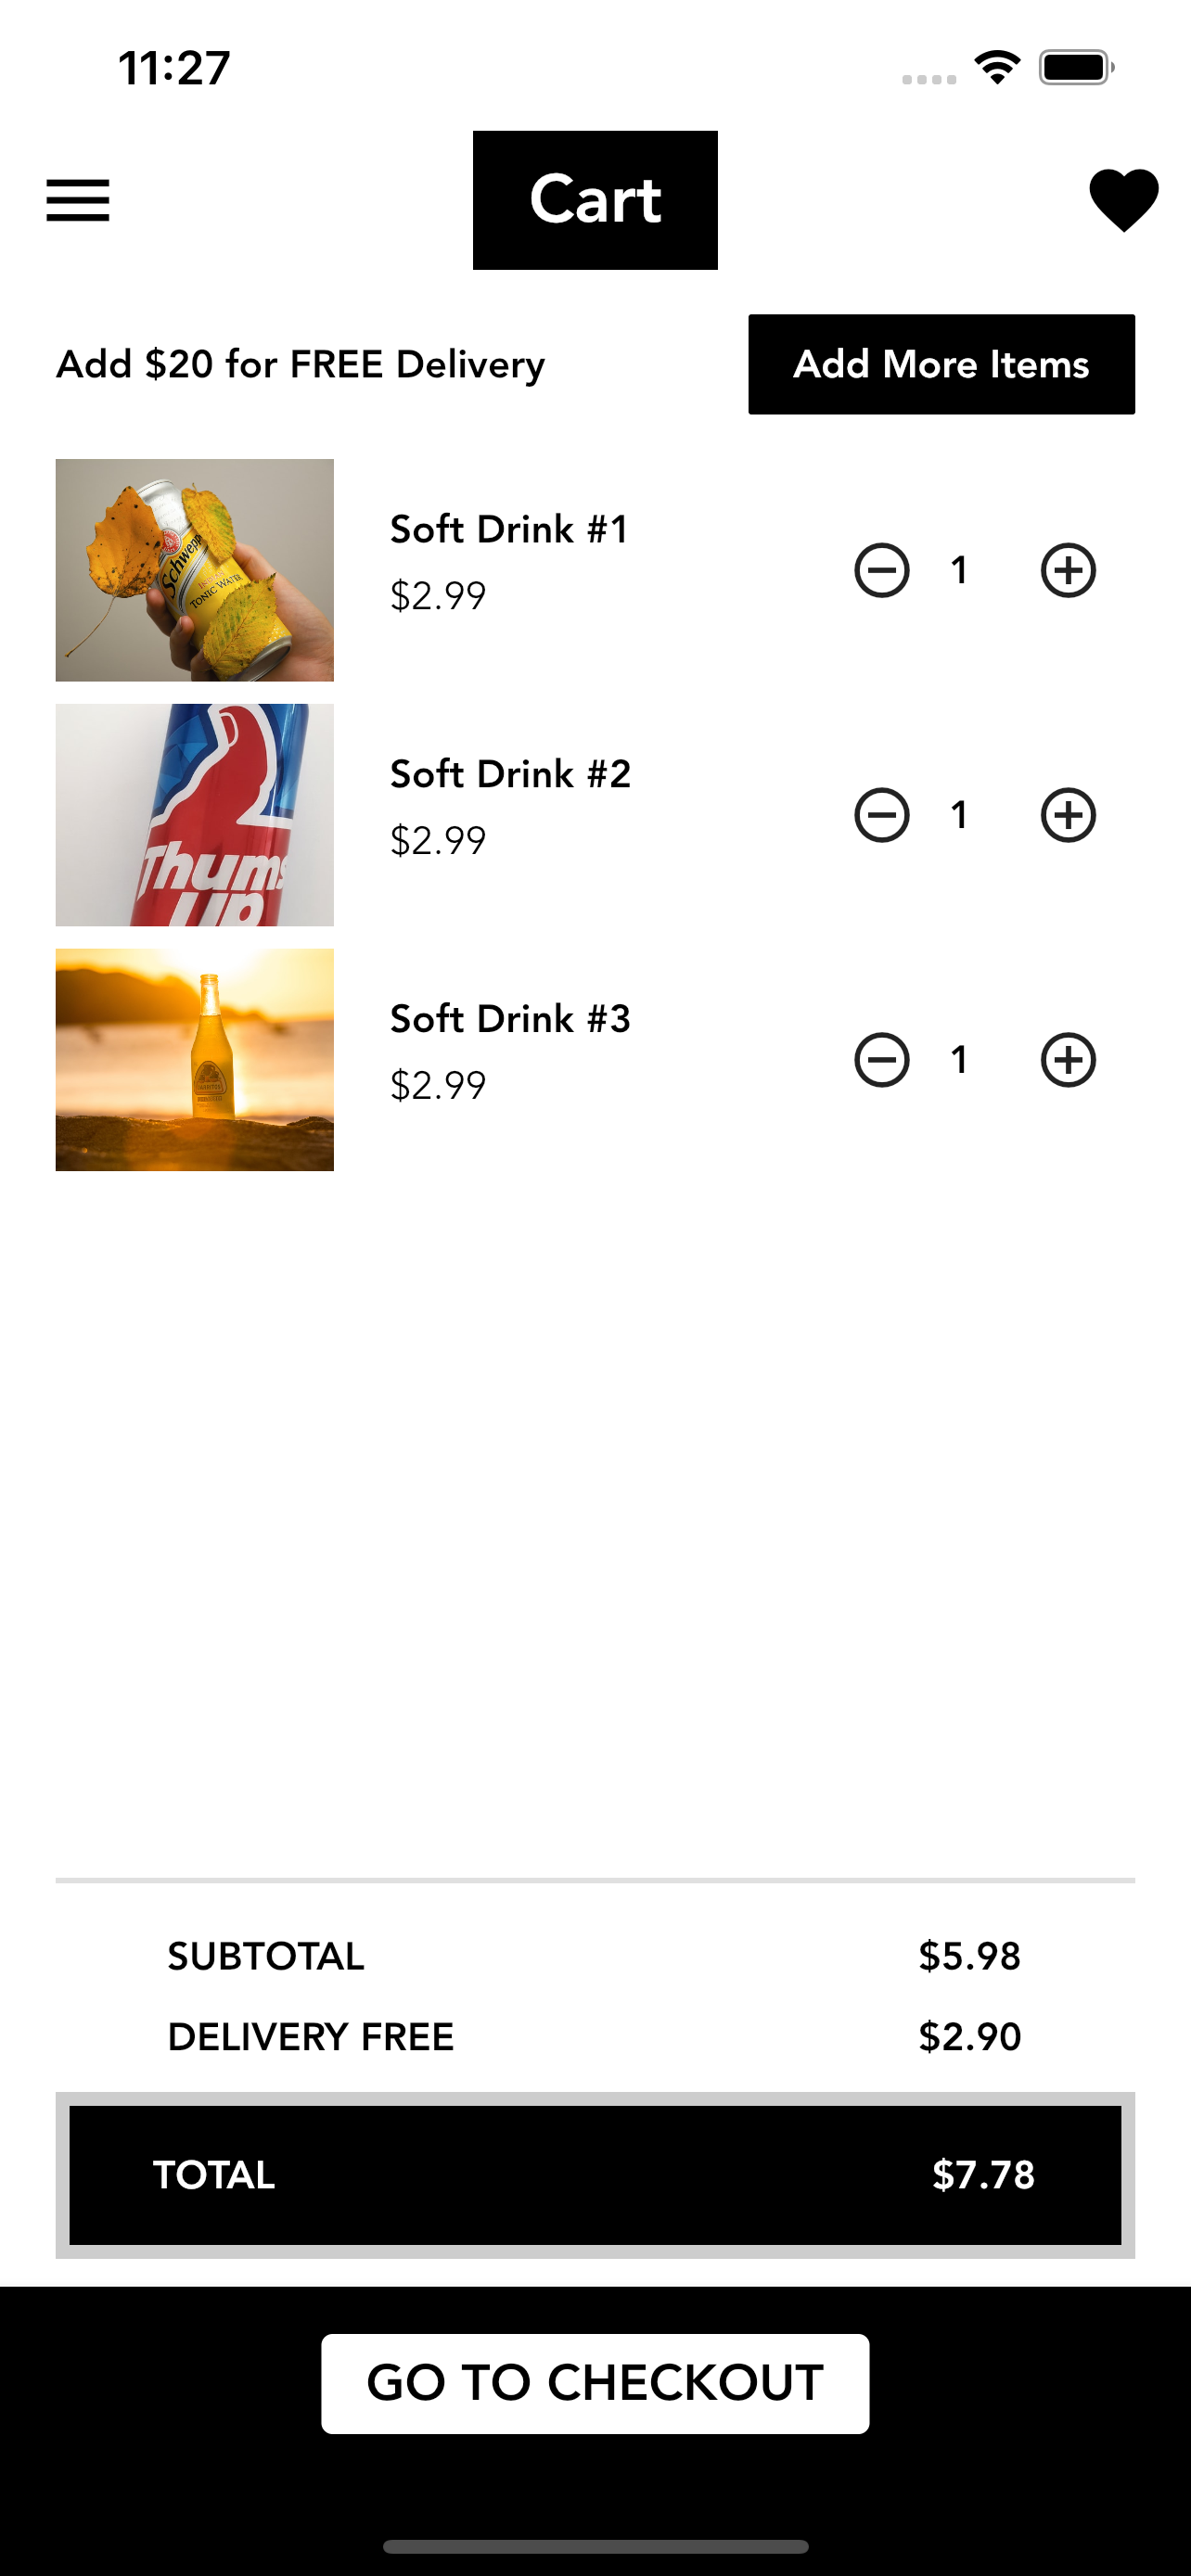 11:27
Cart
Add $20 for FREE Delivery
Add More Items
Schwepp
INDIAN
TONIC WATER
Soft Drink #1
$2.99
1
Thums
Up
Soft Drink #2
$2.99
1
Soft Drink #3
$2.99
1
SUBTOTAL
$5.98
DELIVERY FREE
$2.90
TOTAL
$7.78
GO TO CHECKOUT